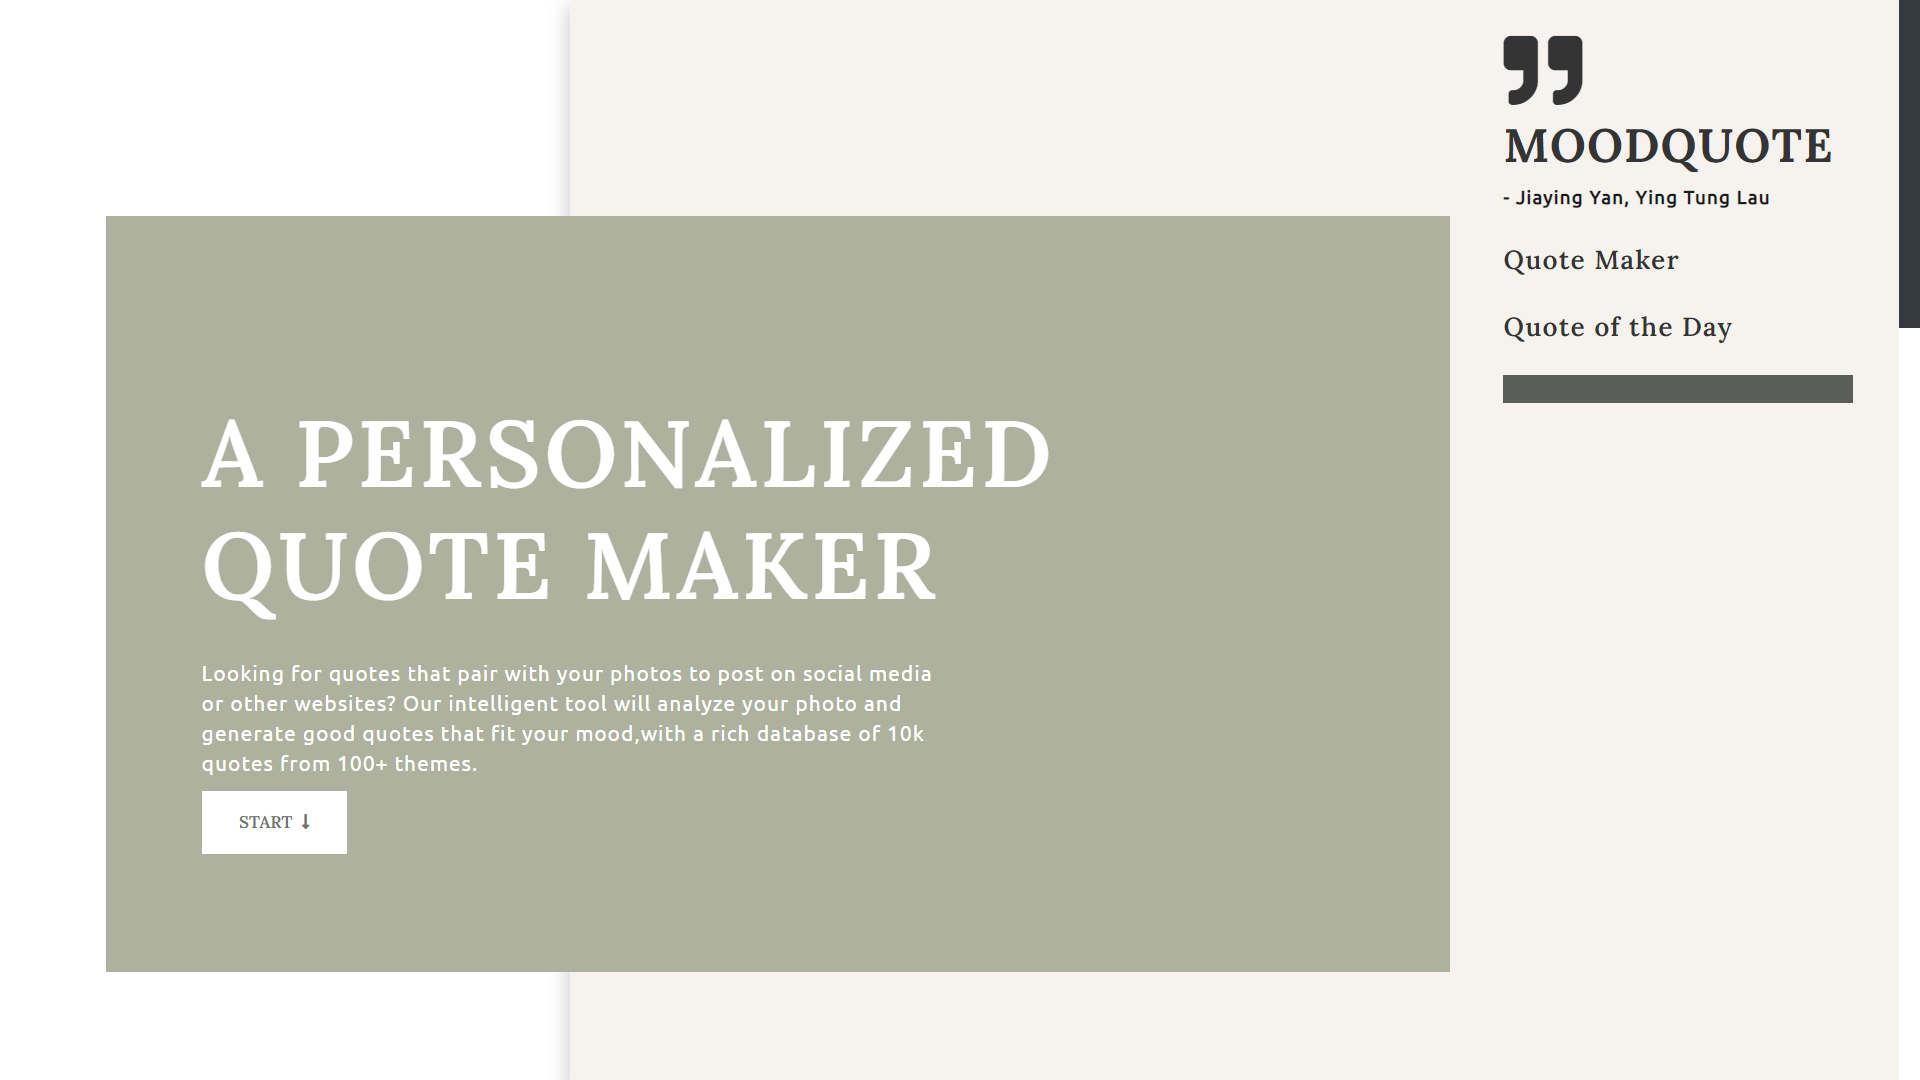 MOODQUOTE
- Jiaying Yan, Ying Tung Lau
Quote Maker
Quote of the Day
A PERSONALIZED
QUOTE MAKER
Looking for quotes that pair with your photos to post on social media
or other websites? Our intelligent tool will analyze your photo and
generate good quotes that fit your mood,with a rich database of 10k
quotes from 100+ themes.
START